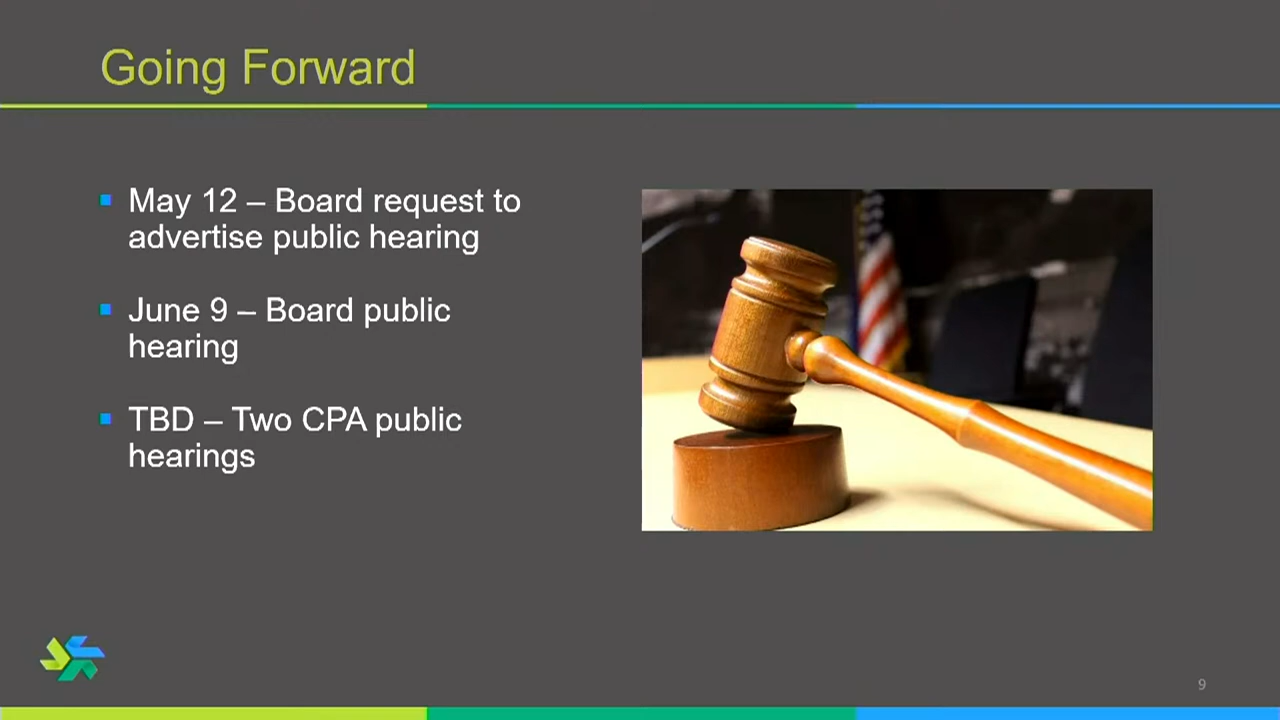 Going Forward
May 12 – Board request to
advertise public hearing
June 9 – Board public
hearing
TBD – Two CPA public
hearings
9